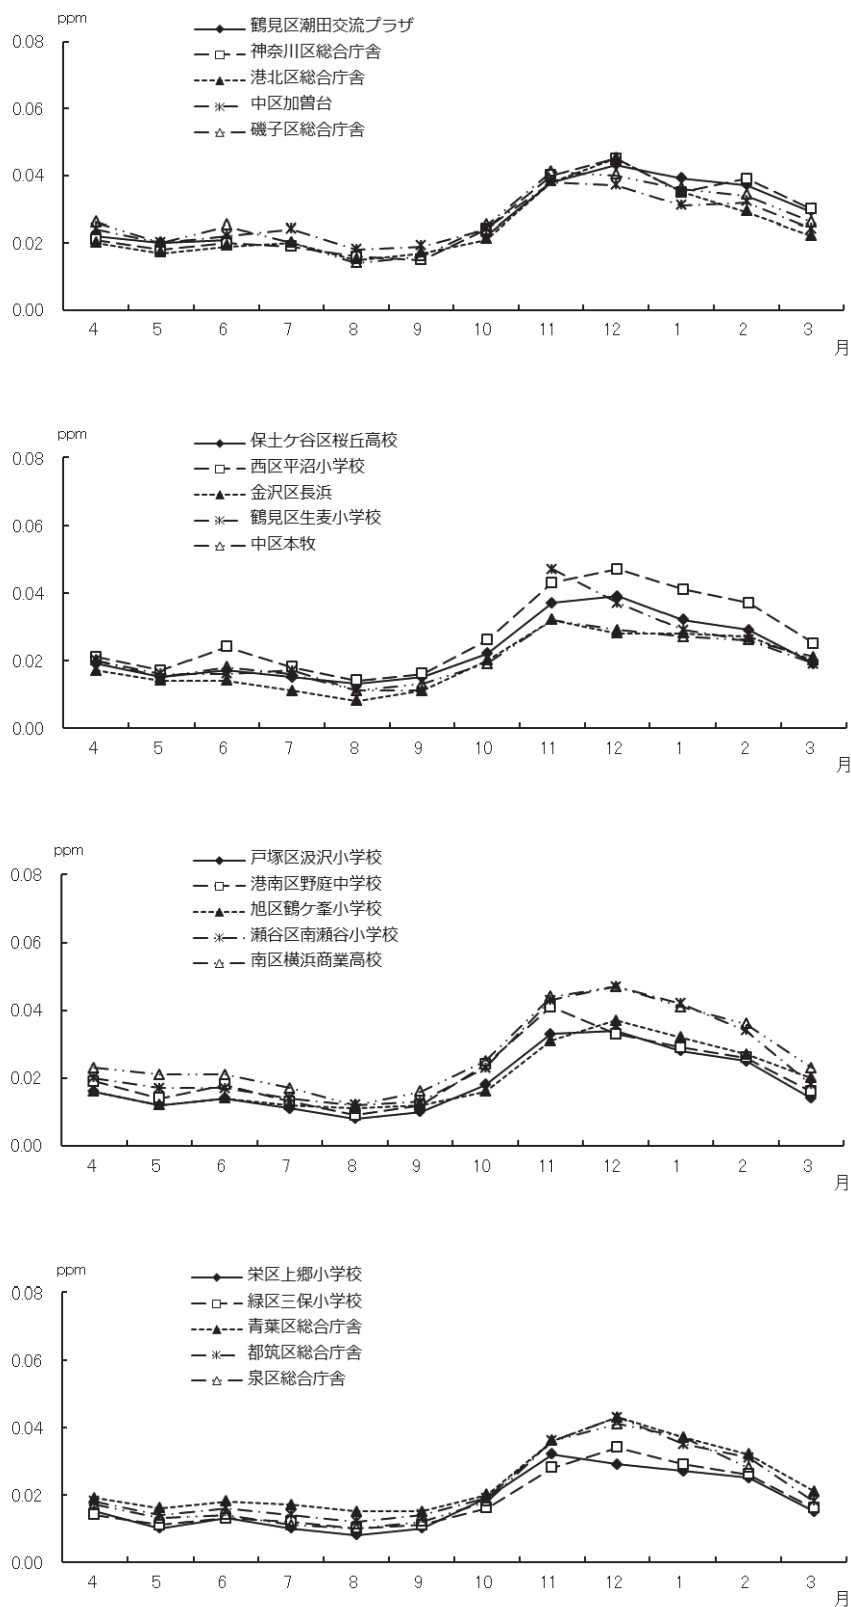 ppm
鶴見区潮田交流プラザ
神奈川区総合庁舎
港北区総合庁舎
中区加曽台
磯子区総合庁舎
0.08
0.06
0.04
0.02
0.00
4 5 6 7 8 9 10 11 12 1 2 3
月
ppm
保土ケ谷区桜丘高校
西区平沼小学校
金沢区長浜
鶴見区生麦小学校
中区本牧
0.08
0.06
0.04
0.02
0.00
4 5 6 7 8 9 10 11 12 1 2 3
月
ppm
戸塚区汲沢小学校
港南区野庭中学校
旭区鶴ケ峯小学校
瀬谷区南瀬谷小学校
南区横浜商業高校
0.08
0.06
0.04
0.02
0.00
4 5 6 7 8 9 10 11 12 1 2 3
月
ppm
栄区上郷小学校
緑区三保小学校
青葉区総合庁舎
都筑区総合庁舎
泉区総合庁舎
0.08
0.06
0.04
0.02
0.00
4 5 6 7 8 9 10 11 12 1 2 3
月